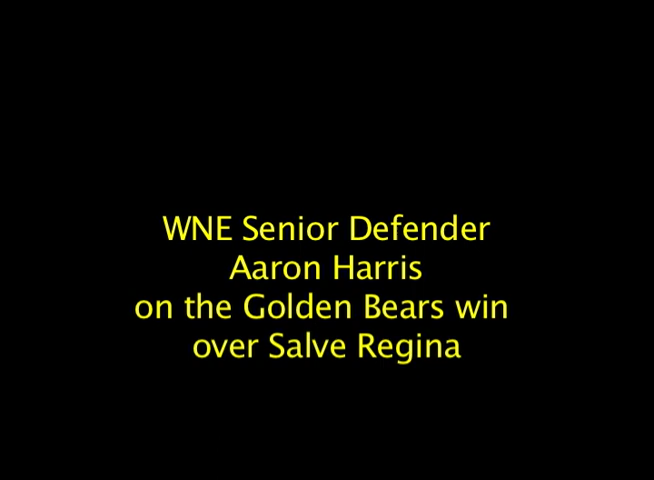 WNE Senior Defender
Aaron Harris
on the Golden Bears win
over Salve Regina